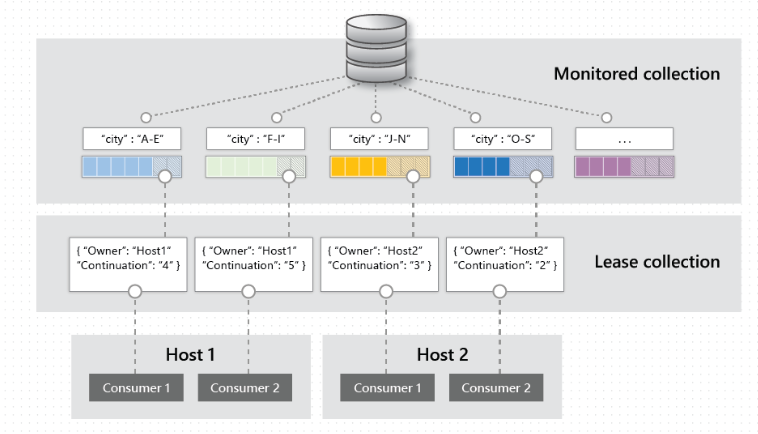 Monitored collection
“city” : “A-E”
“city” : “F-I”
“city” : “J-N”
“city” : “O-S”
...
{ “Owner”: “Host1”
“Continuation”: “4” }
{ “Owner”: “Host1”
“Continuation”: “5” }
{ “Owner”: “Host2”
“Continuation”: “3” }
{ “Owner”: “Host2”
“Continuation”: “2” }
Lease collection
Host 1
Consumer 1
Consumer 2
Host 2
Consumer 1
Consumer 2